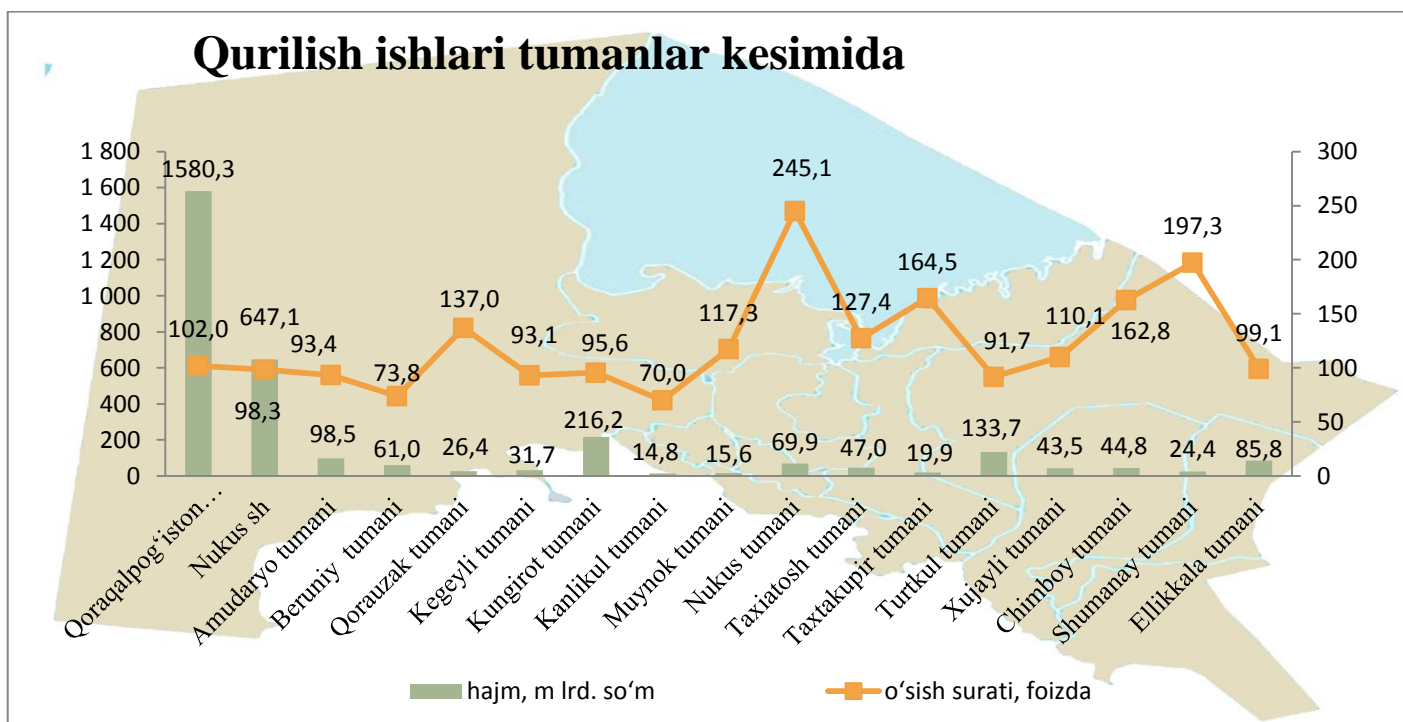 Qurilish ishlari tumanlar kesimida
1 800
1 600
1 400
1 200
1 000
800
600
400
200
0
300
250
200
150
100
50
0
1580,3
647,1
98,5
61,0
26,4
31,7
216,2
14,8
15,6
69,9
47,0
19,9
133,7
43,5
44,8
24,4
85,8
102,0
98,3
93,4
73,8
137,0
93,1
95,6
70,0
117,3
245,1
127,4
164,5
91,7
110,1
162,8
197,3
99,1
Qoraqalpog‘iston…
Nukus sh
Amudaryo tumani
Beruniy tumani
Qorauzak tumani
Kegeyli tumani
Kungirot tumani
Kanlikul tumani
Muynok tumani
Nukus tumani
Taxiatosh tumani
Taxtakupir tumani
Turtkul tumani
Xujayli tumani
Chimboy tumani
Shumanay tumani
Ellikkala tumani
hajm, m lrd. so‘m
o‘sish surati, foizda